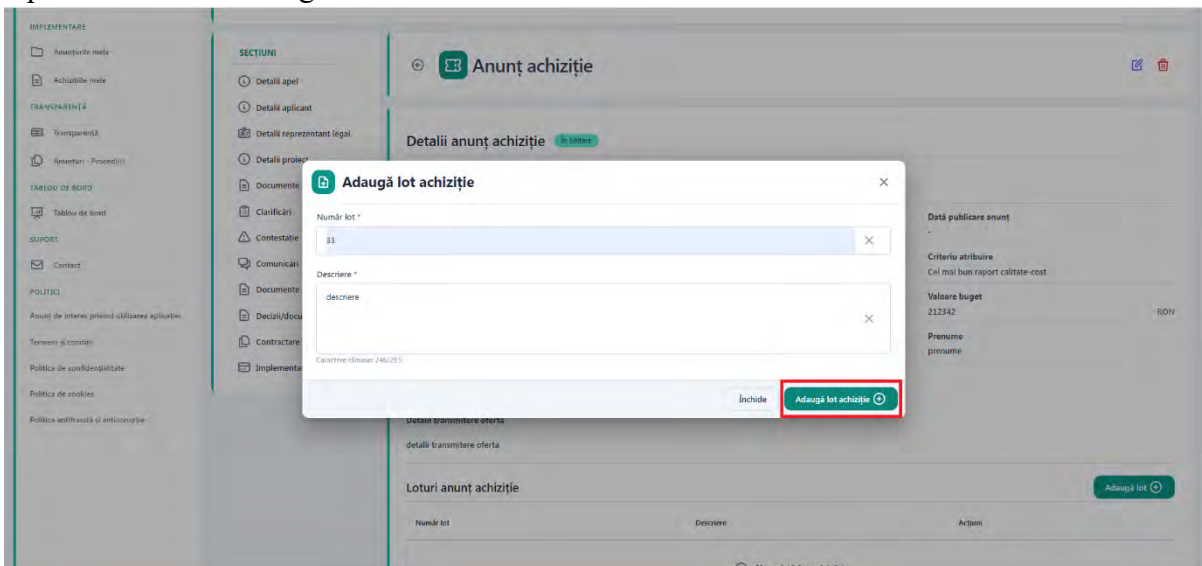 IMPLEMENTARE
Anunțurile mele
Achizițiile mele
TRANSPARENȚĂ
Transparență
Anunțuri - Proceduri
TABLOU DE BORD
Tablou de bord
SUPORT
Contact
POLITICI
Anunț de interes privind utilizarea aplicației
Termeni și condiții
Politica de confidențialitate
Politica de cookies
Politica antifraudă și anticorupție
SECȚIUNI
Detalii apel
Detalii aplicant
Detalii reprezentant legal
Detalii proiect
Documente
Clarificări
Contestație
Comunicări
Documente
Decizii/docu
Contractare
Implementa
Anunț achiziție
Detalii anunț achiziție În Editare
Adaugă lot achiziție
Număr lot *
33
Descriere *
descriere
Caractere rămase: 246/255
Închide
Adaugă lot achiziție
Dată publicare anunț
-
Criteriu atribuire
Cel mai bun raport calitate-cost
Valoare buget
212342 RON
Prenume
prenume
Detalii transmitere oferta
detalii transmitere oferta
Loturi anunț achiziție
Adaugă lot
Număr lot Descriere Acțiuni